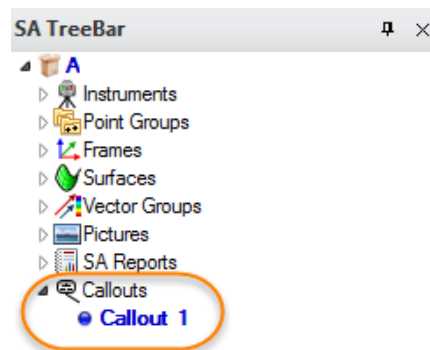 SA TreeBar
A
Instruments
Point Groups
Frames
Surfaces
Vector Groups
Pictures
SA Reports
Callouts
Callout 1